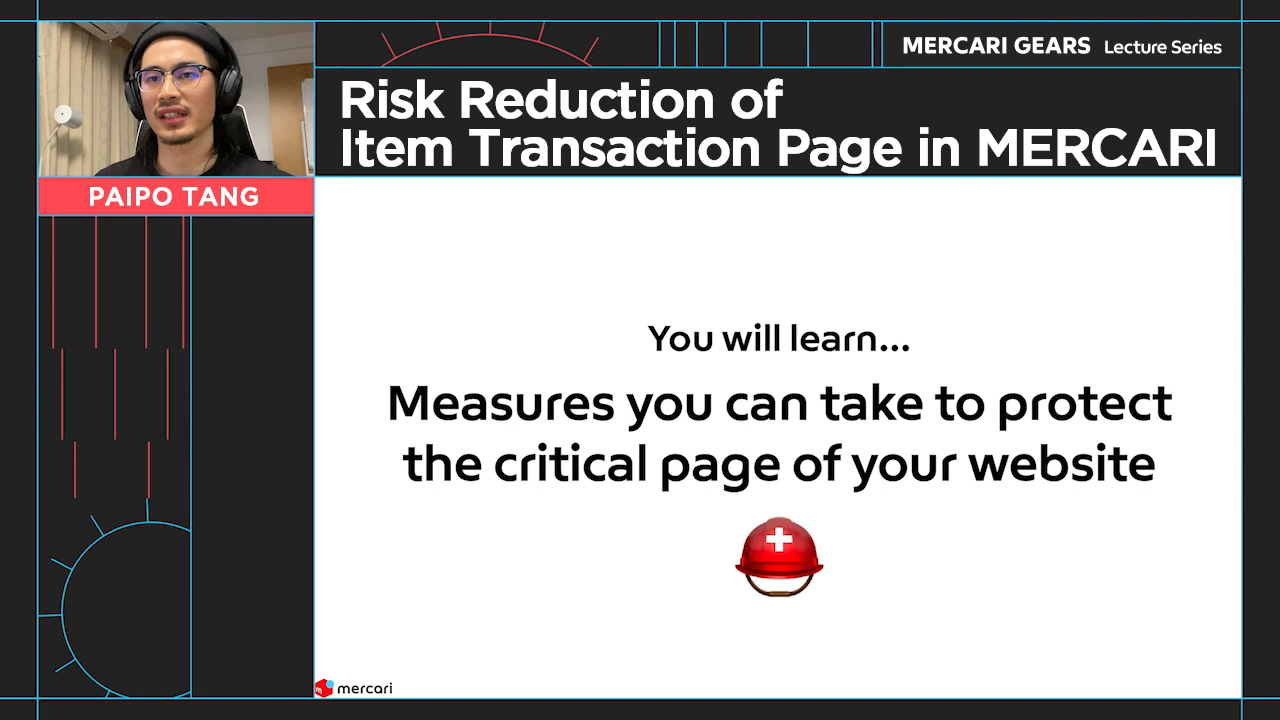 MERCARI GEARS Lecture Series
Risk Reduction of
Item Transaction Page in MERCARI
PAIPO TANG
You will learn...
Measures you can take to protect
the critical page of your website
mercari